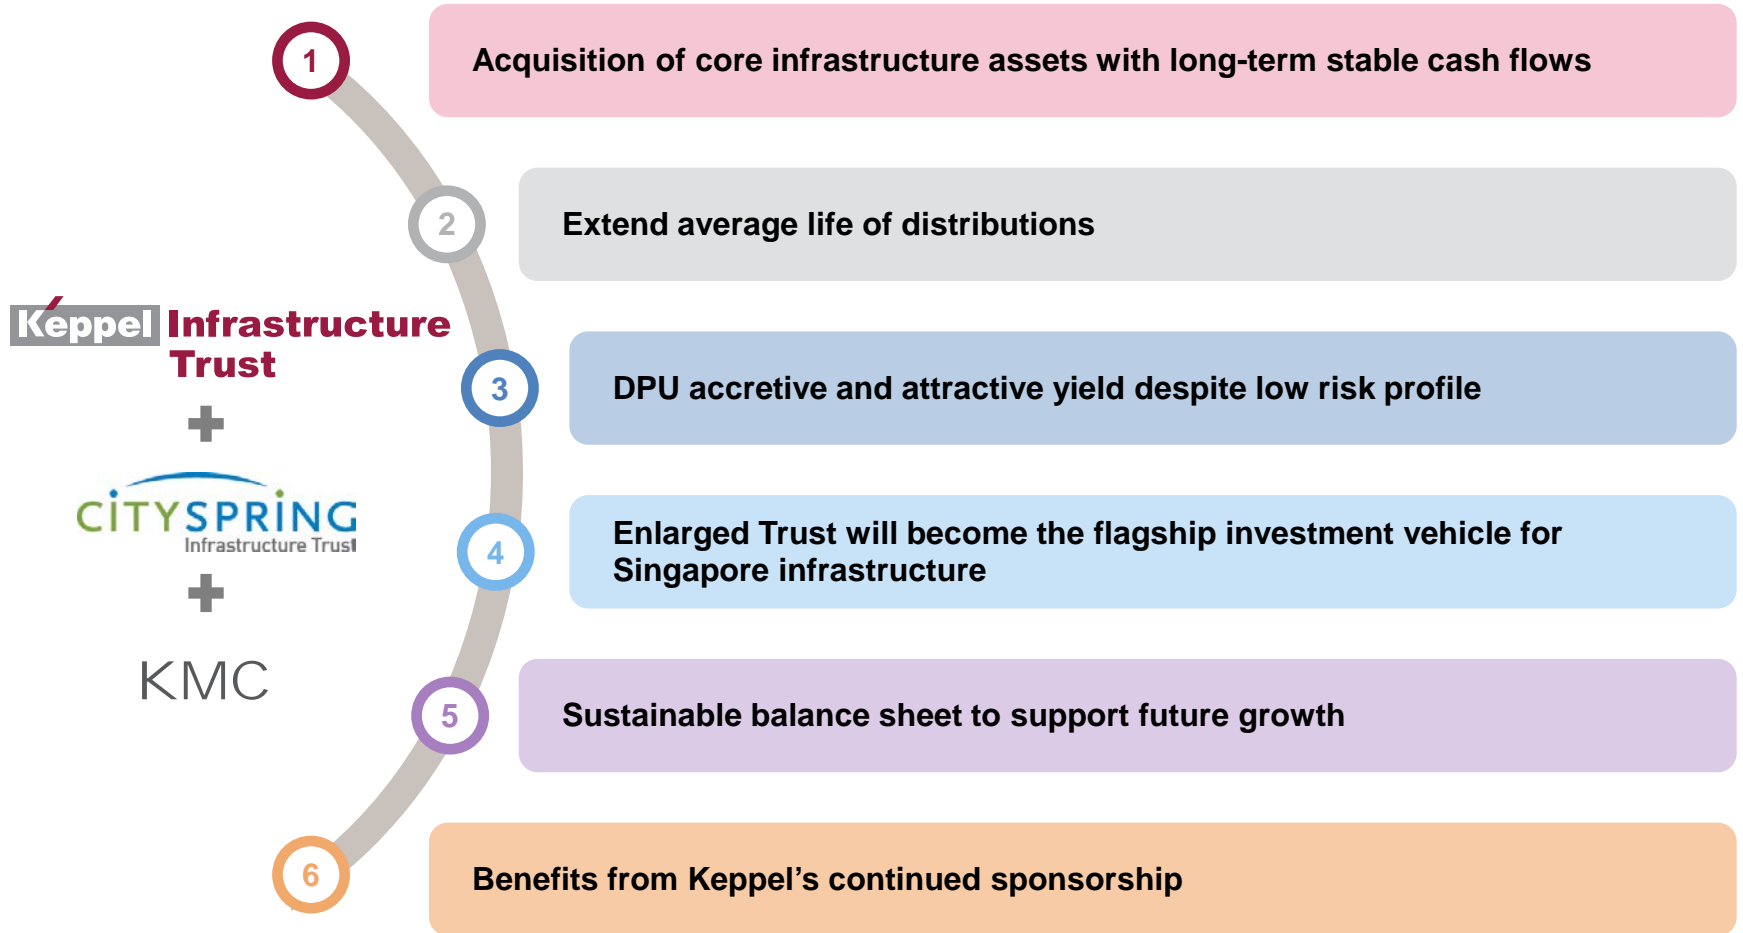 1
Acquisition of core infrastructure assets with long-term stable cash flows
2
Extend average life of distributions
Keppel Infrastructure
Trust
3
DPU accretive and attractive yield despite low risk profile
+
CITYSPRING
Infrastructure Trust
4
Enlarged Trust will become the flagship investment vehicle for
Singapore infrastructure
+
KMC
5
Sustainable balance sheet to support future growth
6
Benefits from Keppel’s continued sponsorship